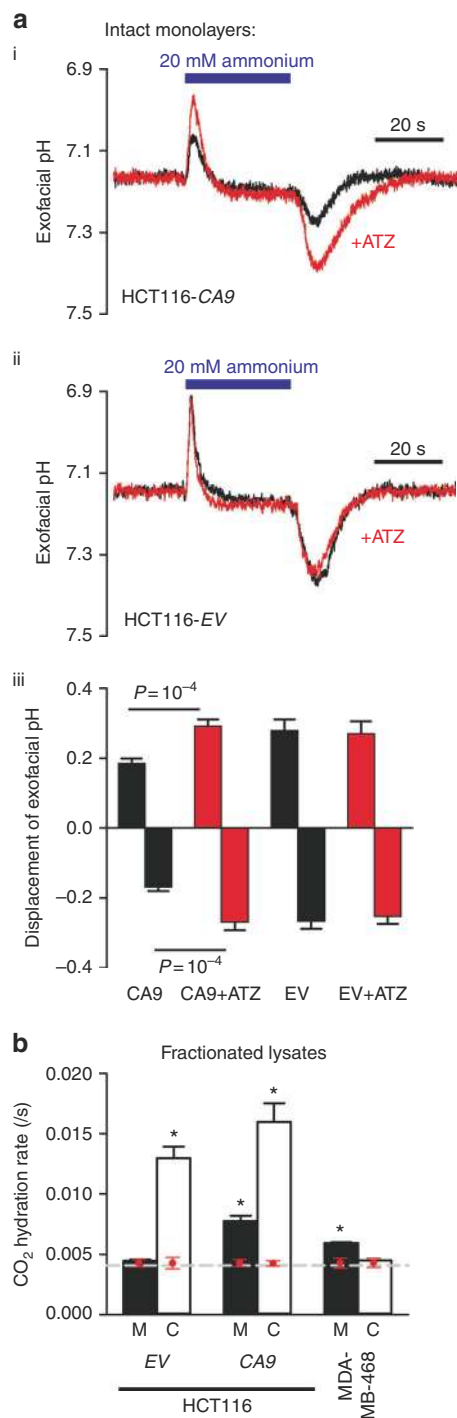 a
Intact monolayers:
i
20 mM ammonium
6.9
7.1
7.3
7.5
Exofacial pH
20 s
+ATZ
HCT116-CA9
ii
20 mM ammonium
6.9
7.1
7.3
7.5
Exofacial pH
20 s
+ATZ
HCT116-EV
iii
0.4
0.2
0.0
–0.2
–0.4
Displacement of exofacial pH
P = 10⁻⁴
P = 10⁻⁴
CA9 CA9+ATZ EV EV+ATZ
b
Fractionated lysates
0.020
0.015
0.010
0.005
0.000
CO₂ hydration rate (/s)
*
*
*
*
M C M C M C
EV CA9
HCT116
MDA-
MB-468